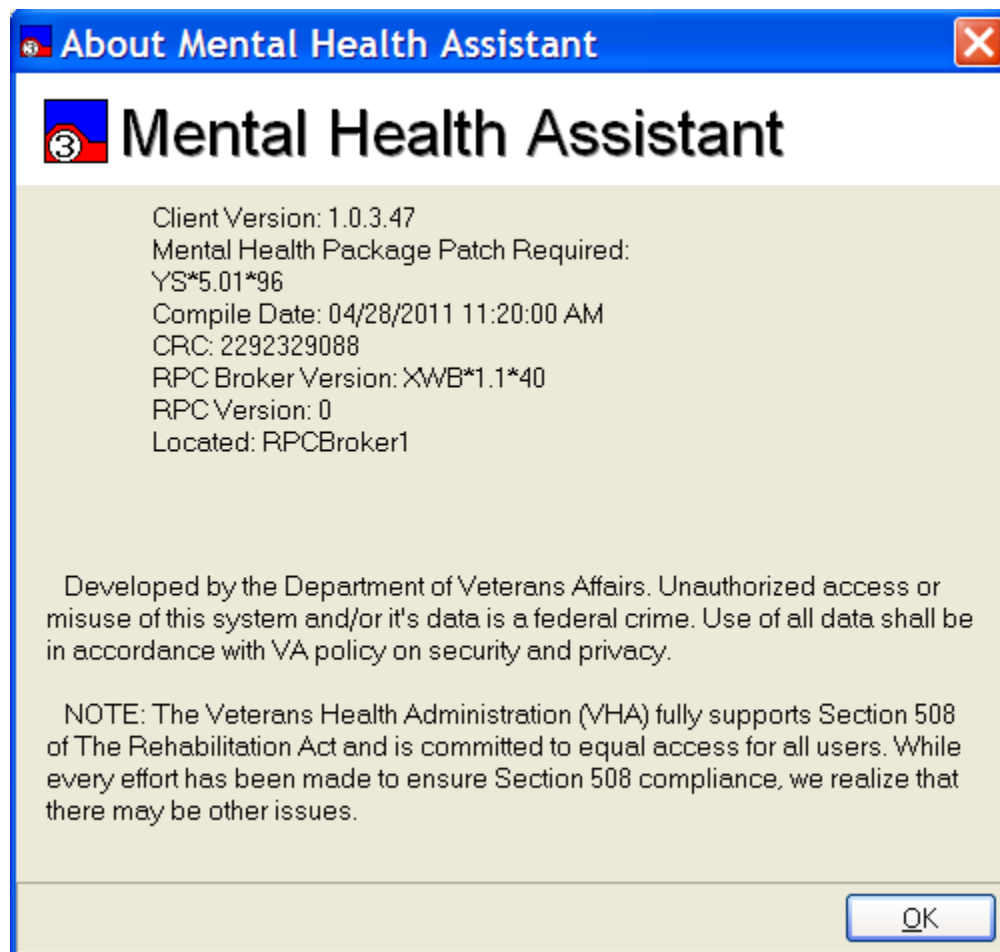 About Mental Health Assistant
3 Mental Health Assistant
Client Version: 1.0.3.47
Mental Health Package Patch Required:
YS*5.01*96
Compile Date: 04/28/2011 11:20:00 AM
CRC: 2292329088
RPC Broker Version: XWB*1.1*40
RPC Version: 0
Located: RPCBroker1
Developed by the Department of Veterans Affairs. Unauthorized access or
misuse of this system and/or it's data is a federal crime. Use of all data shall be
in accordance with VA policy on security and privacy.
NOTE: The Veterans Health Administration (VHA) fully supports Section 508
of The Rehabilitation Act and is committed to equal access for all users. While
every effort has been made to ensure Section 508 compliance, we realize that
there may be other issues.
OK